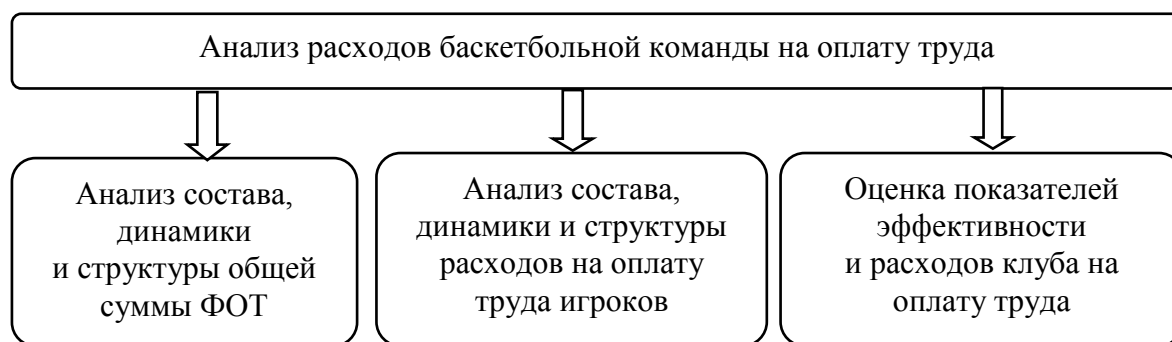 Анализ расходов баскетбольной команды на оплату труда
Анализ состава,
динамики
и структуры общей
суммы ФОТ
Анализ состава,
динамики и структуры
расходов на оплату
труда игроков
Оценка показателей
эффективности
и расходов клуба на
оплату труда